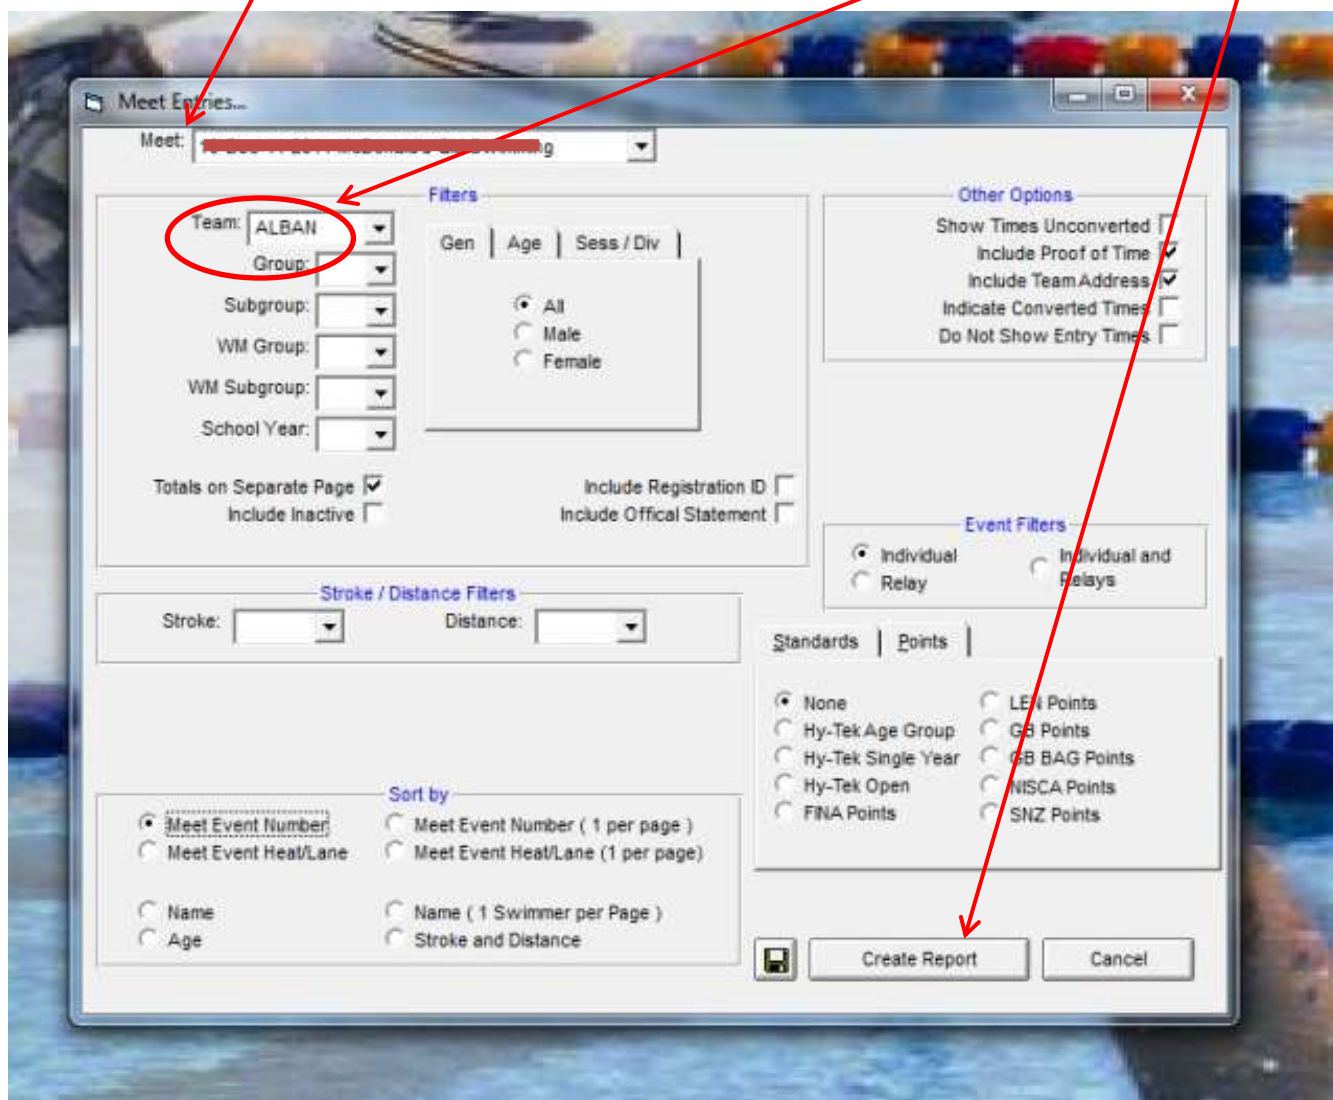 Meet Entries...
Meet:
Filters
Team: ALBAN
Group:
Subgroup:
WM Group:
WM Subgroup:
School Year:
Gen Age Sess / Div
All
Male
Female
Totals on Separate Page
Include Inactive
Include Registration ID
Include Offical Statement
Other Options
Show Times Unconverted
Include Proof of Time
Include Team Address
Indicate Converted Times
Do Not Show Entry Times
Event Filters
Individual
Relay
Individual and
Relays
Stroke / Distance Filters
Stroke: Distance:
Standards Points
None
Hy-Tek Age Group
Hy-Tek Single Year
Hy-Tek Open
FINA Points
LEN Points
GB Points
GB BAG Points
NISCA Points
SNZ Points
Sort by
Meet Event Number
Meet Event Heat/Lane
Meet Event Number ( 1 per page )
Meet Event Heat/Lane (1 per page)
Name
Age
Name ( 1 Swimmer per Page )
Stroke and Distance
Create Report Cancel